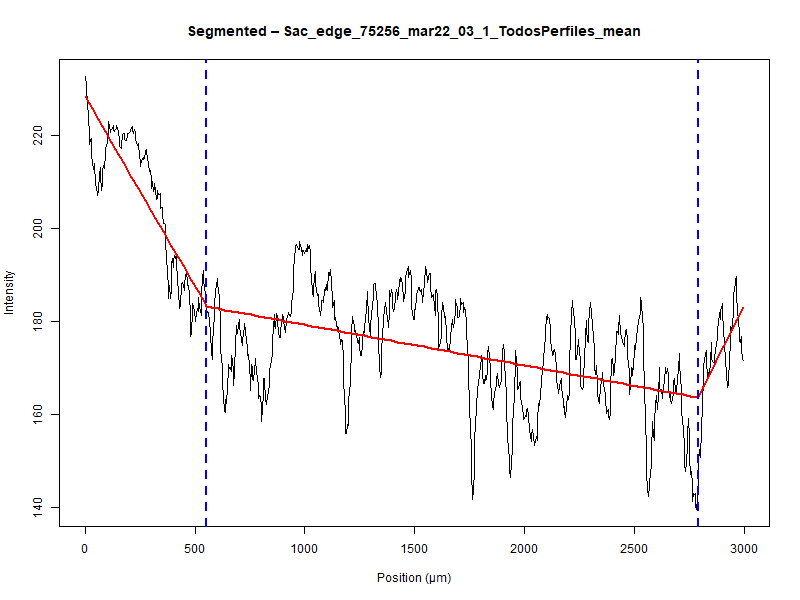 Segmented – Sac_edge_75256_mar22_03_1_TodosPerfiles_mean
Intensity
220
200
180
160
140
0 500 1000 1500 2000 2500 3000
Position (µm)